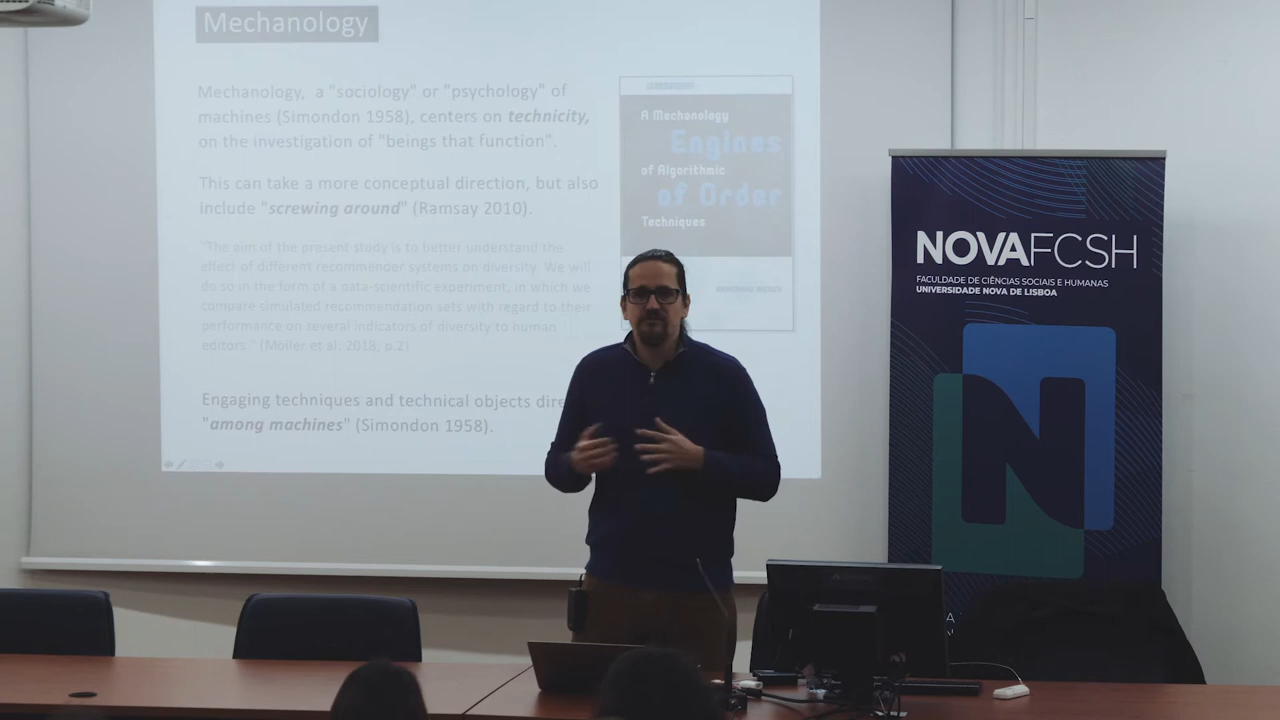 Mechanology
Mechanology, a "sociology" or "psychology" of
machines (Simondon 1958), centers on technicity,
on the investigation of "beings that function".
This can take a more conceptual direction, but also
include "screwing around" (Ramsay 2010).
"The aim of the present study is to better understand the
effect of different recommender systems on diversity. We will
do so in the form of a data-scientific experiment, in which we
compare simulated recommendation sets with regard to their
performance on several indicators of diversity to human
editors." (Möller et al. 2018, p.2)
Engaging techniques and technical objects dire
"among machines" (Simondon 1958).
A Mechanology
Engines
of Algorithmic
of Order
Techniques
NOVAFCSH
FACULDADE DE CIÊNCIAS SOCIAIS E HUMANAS
UNIVERSIDADE NOVA DE LISBOA